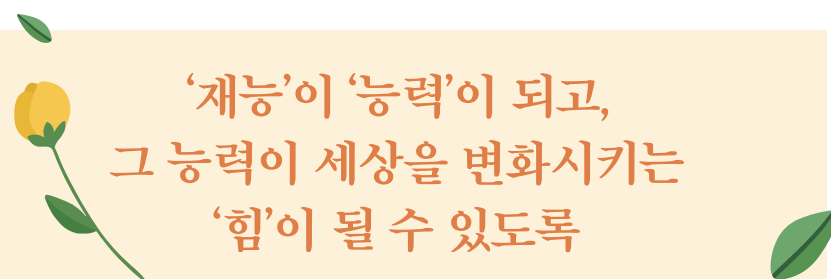 ‘재능’이 ‘능력’이 되고,
그 능력이 세상을 변화시키는
‘힘’이 될 수 있도록